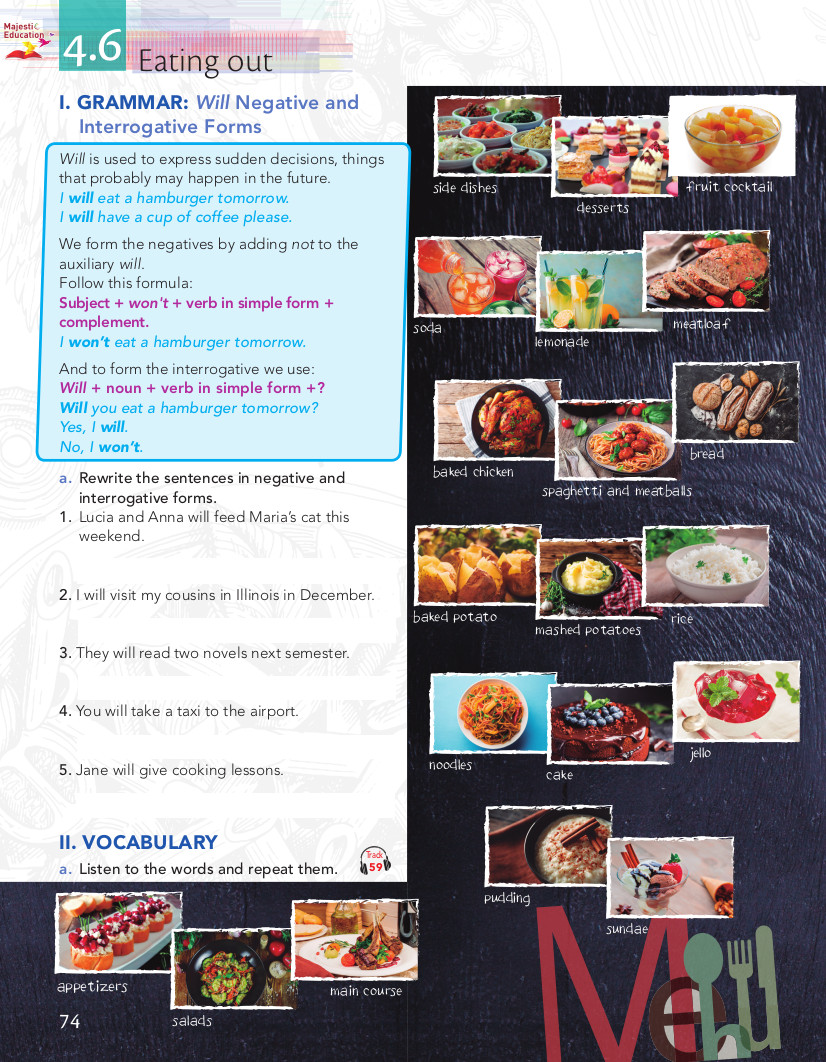 Majestic
Education
4.6
Eating out
I. GRAMMAR: Will Negative and
Interrogative Forms
Will is used to express sudden decisions, things
that probably may happen in the future.
I will eat a hamburger tomorrow.
I will have a cup of coffee please.
We form the negatives by adding not to the
auxiliary will.
Follow this formula:
Subject + won't + verb in simple form +
complement.
I won't eat a hamburger tomorrow.
And to form the interrogative we use:
Will + noun + verb in simple form +?
Will you eat a hamburger tomorrow?
Yes, I will.
No, I won't.
a. Rewrite the sentences in negative and
interrogative forms.
1. Lucia and Anna will feed Maria's cat this
weekend.
2. I will visit my cousins in Illinois in December.
3. They will read two novels next semester.
4. You will take a taxi to the airport.
5. Jane will give cooking lessons.
II. VOCABULARY
a. Listen to the words and repeat them.
Track
59
appetizers
salads
main course
side dishes
desserts
fruit cocktail
soda
lemonade
meatloaf
baked chicken
spaghetti and meatballs
bread
baked potato
mashed potatoes
rice
noodles
cake
jello
pudding
sundae
Menu
74